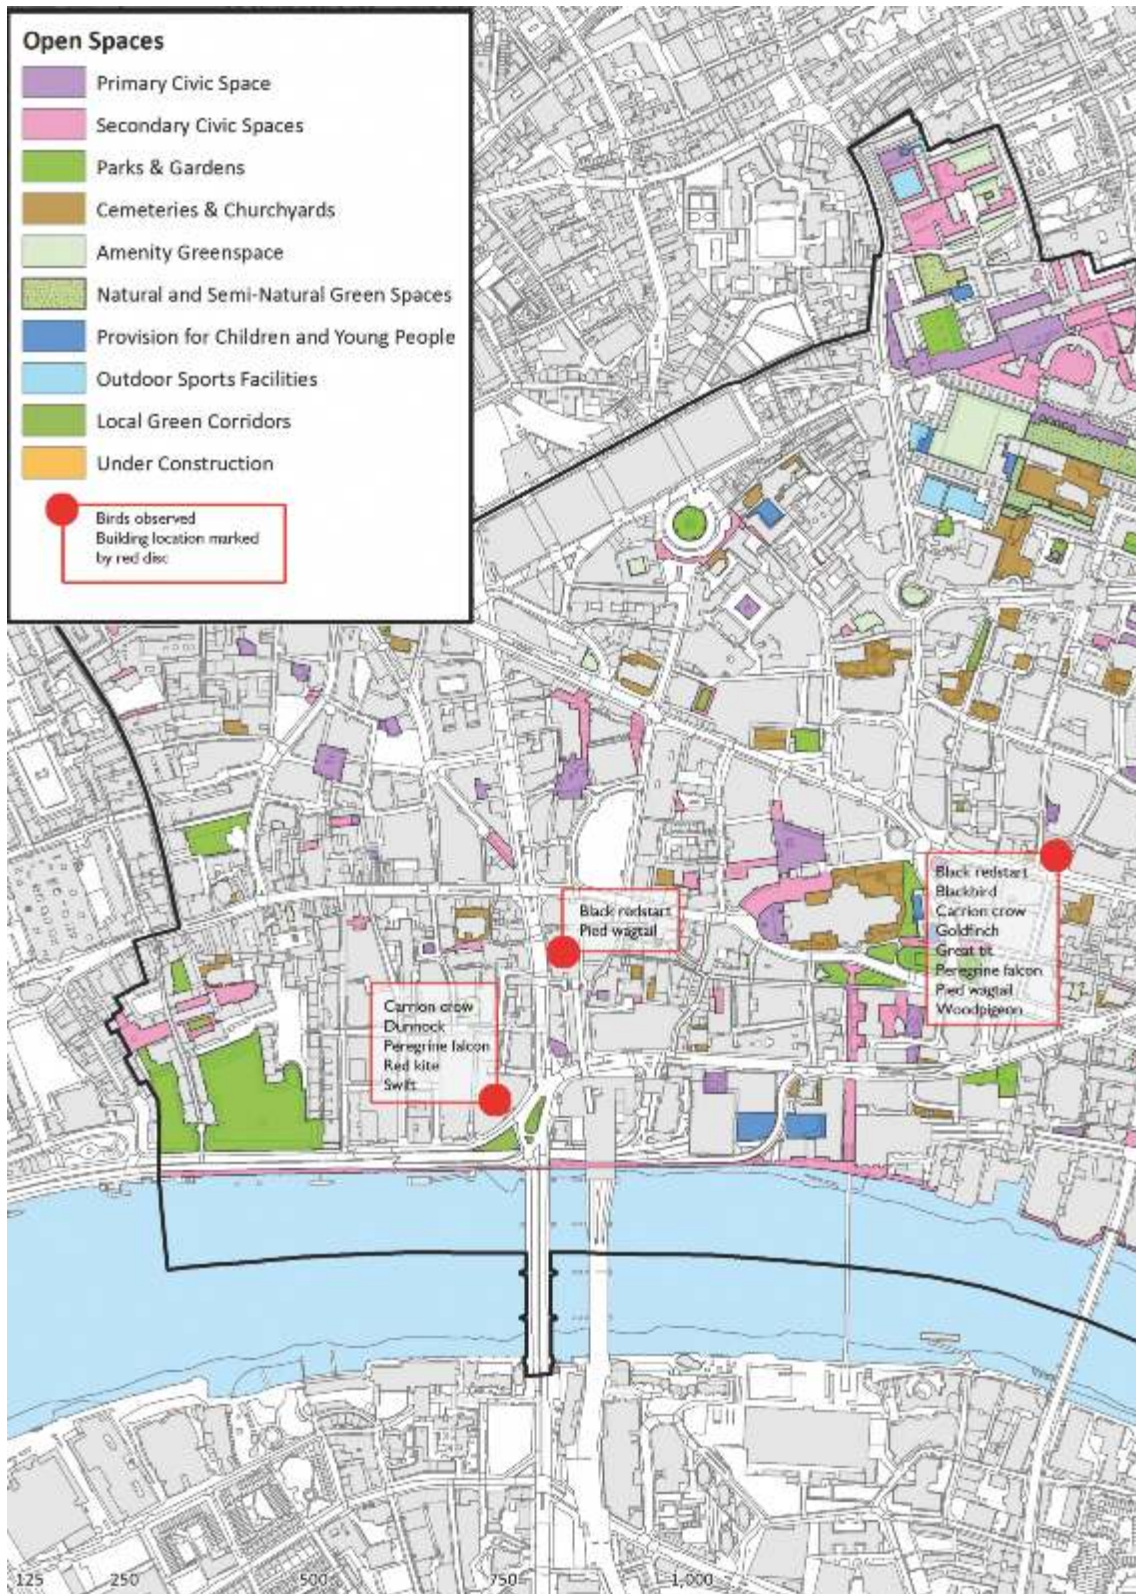 Open Spaces
Primary Civic Space
Secondary Civic Spaces
Parks & Gardens
Cemeteries & Churchyards
Amenity Greenspace
Natural and Semi-Natural Green Spaces
Provision for Children and Young People
Outdoor Sports Facilities
Local Green Corridors
Under Construction
Birds observed
Building location marked
by red disc
Black redstart
Pied wagtail
Black redstart
Blackbird
Carrion crow
Goldfinch
Great tit
Peregrine falcon
Pied wagtail
Woodpigeon
Carrion crow
Dunnock
Peregrine falcon
Red kite
Swift
125 250 500 750 1,000